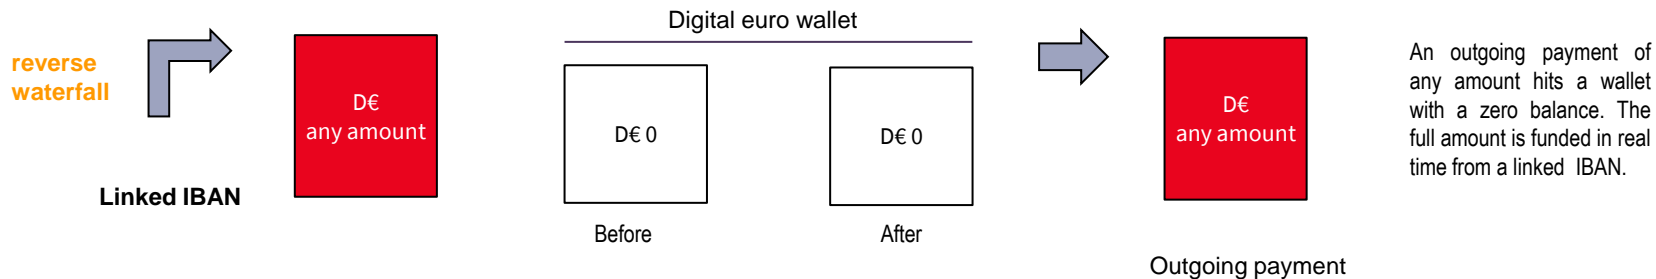 Digital euro wallet
reverse
waterfall
D€
any amount
Linked IBAN
D€ 0
Before
D€ 0
After
D€
any amount
Outgoing payment
An outgoing payment of
any amount hits a wallet
with a zero balance. The
full amount is funded in real
time from a linked IBAN.